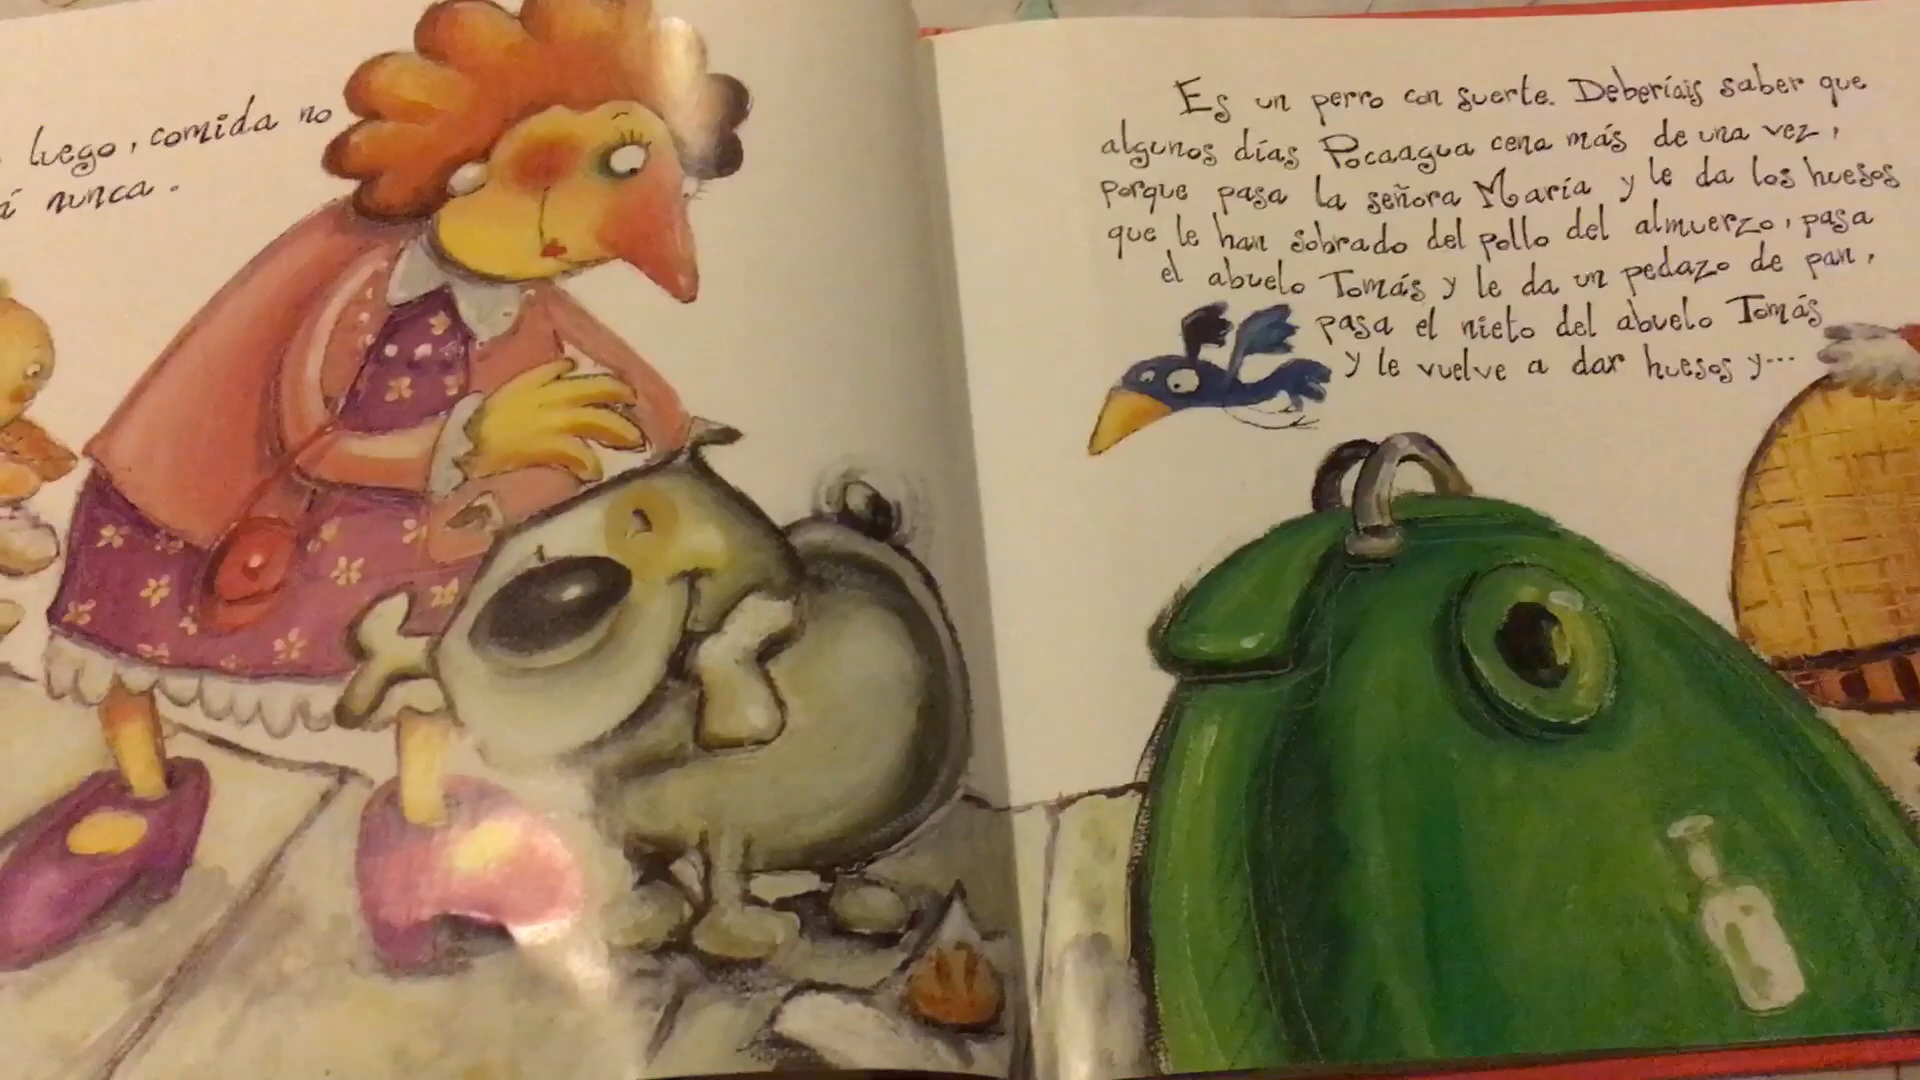 luego, comida no
nunca.
Es un perro con suerte. Deberíais saber que
algunos días Pocaagua cena más de una vez,
porque pasa la señora María y le da los huesos
que le han sobrado del pollo del almuerzo, pasa
el abuelo Tomás y le da un pedazo de pan,
pasa el nieto del abuelo Tomás
y le vuelve a dar huesos y...